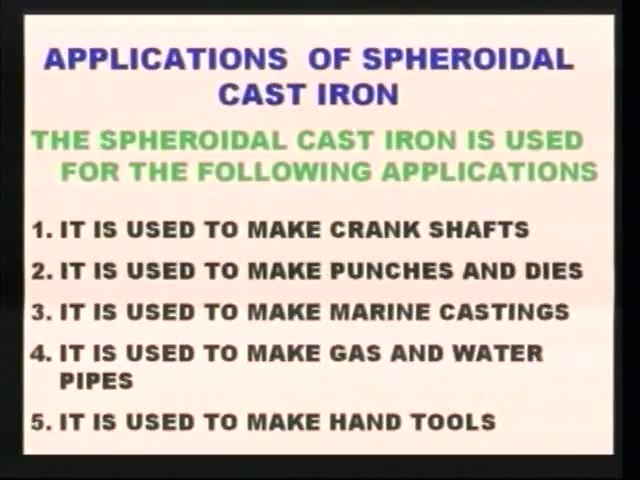 APPLICATIONS OF SPHEROIDAL
CAST IRON
THE SPHEROIDAL CAST IRON IS USED
FOR THE FOLLOWING APPLICATIONS
1. IT IS USED TO MAKE CRANK SHAFTS
2. IT IS USED TO MAKE PUNCHES AND DIES
3. IT IS USED TO MAKE MARINE CASTINGS
4. IT IS USED TO MAKE GAS AND WATER
PIPES
5. IT IS USED TO MAKE HAND TOOLS